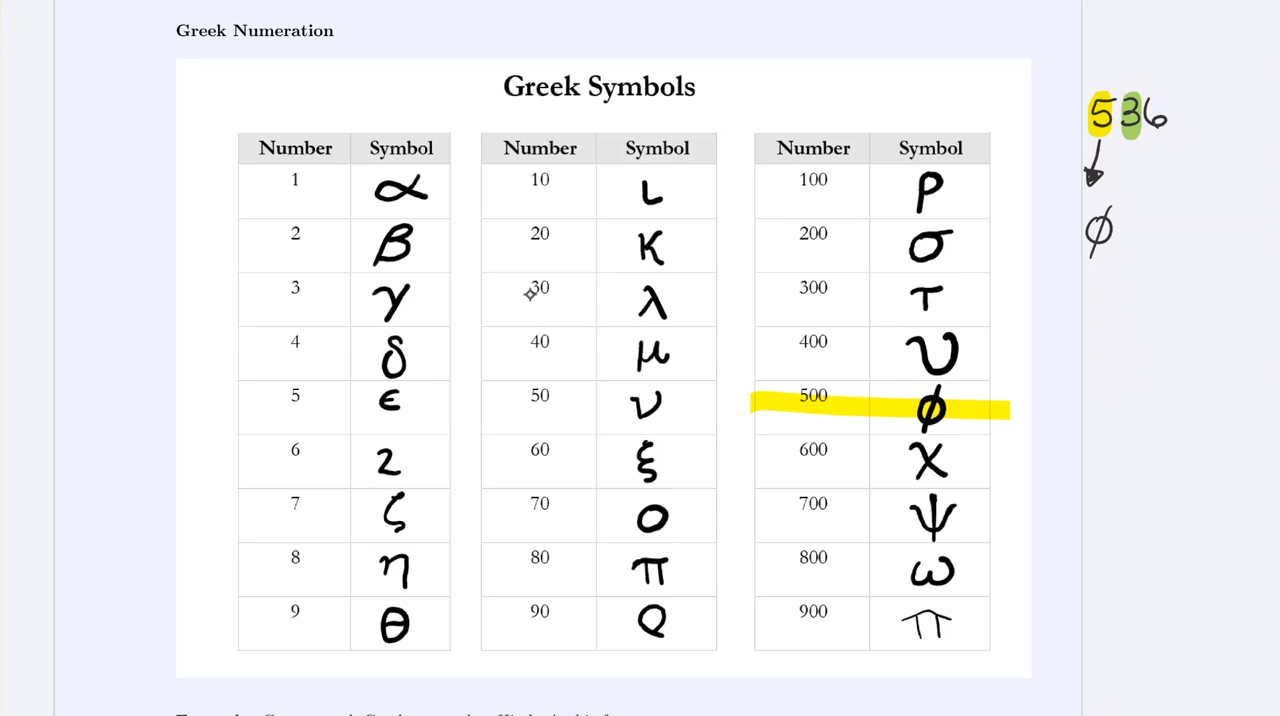 Greek Numeration
Greek Symbols
Number Symbol Number Symbol Number Symbol
1 α 10 ι 100 ρ
2 β 20 κ 200 σ
3 γ 30 λ 300 τ
4 δ 40 μ 400 υ
5 ϵ 50 ν 500 ϕ
6 2 60 ξ 600 χ
7 ζ 70 ο 700 ψ
8 η 80 π 800 ω
9 θ 90 Q 900 π
536
ϕ